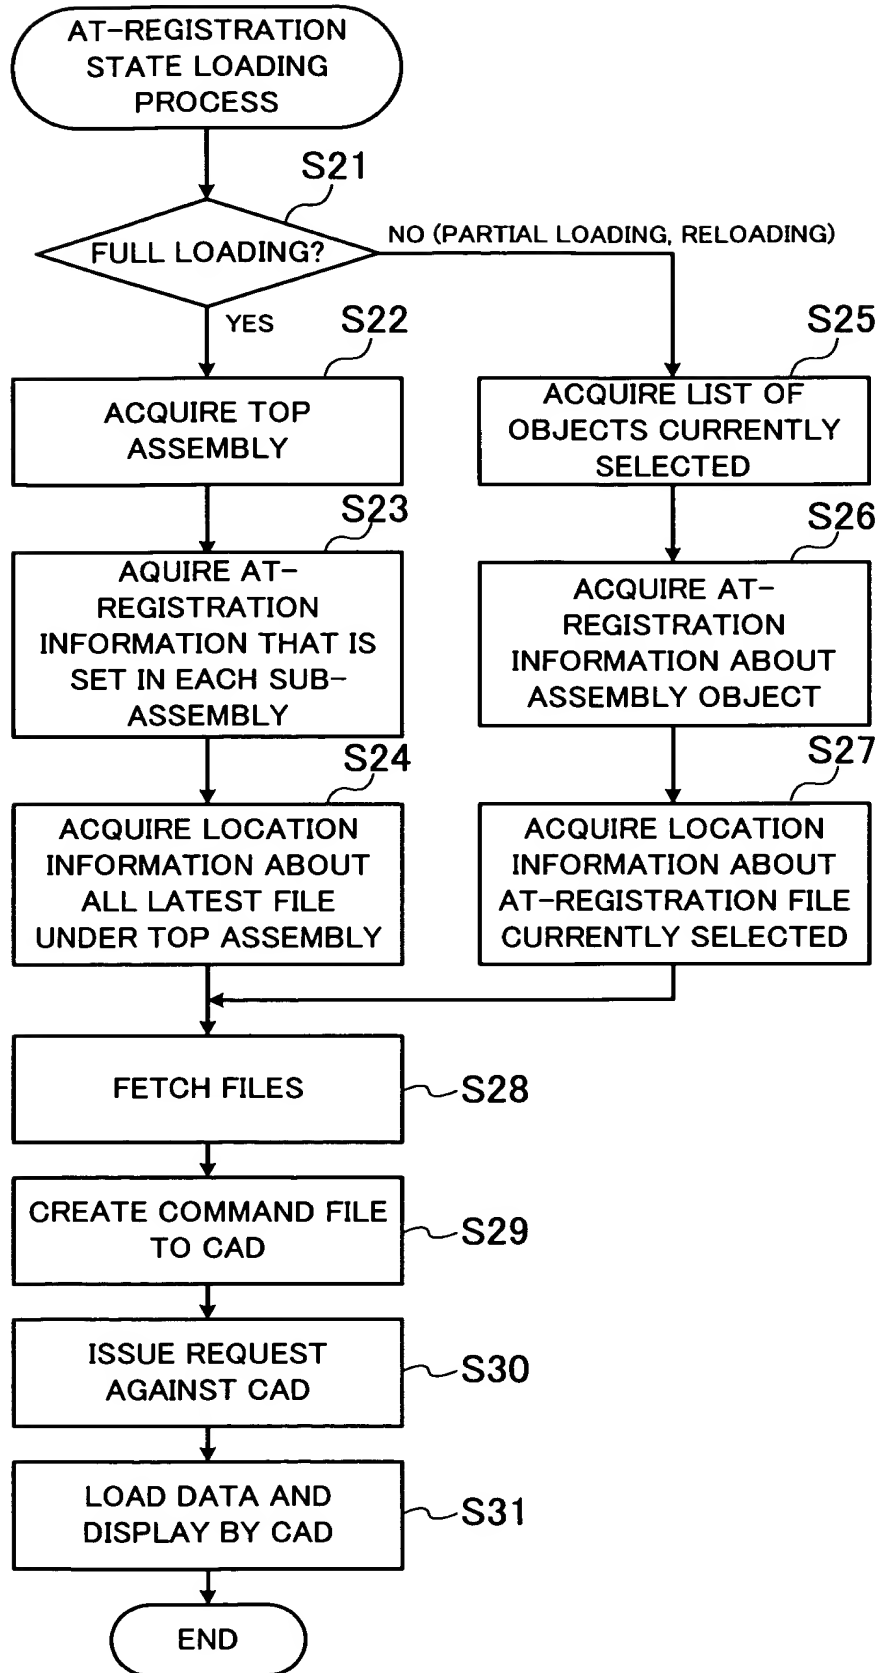 AT-REGISTRATION
STATE LOADING
PROCESS
S21
FULL LOADING?
NO (PARTIAL LOADING, RELOADING)
YES
S22
ACQUIRE TOP
ASSEMBLY
S23
AQUIRE AT-
REGISTRATION
INFORMATION THAT IS
SET IN EACH SUB-
ASSEMBLY
S24
ACQUIRE LOCATION
INFORMATION ABOUT
ALL LATEST FILE
UNDER TOP ASSEMBLY
S25
ACQUIRE LIST OF
OBJECTS CURRENTLY
SELECTED
S26
ACQUIRE AT-
REGISTRATION
INFORMATION ABOUT
ASSEMBLY OBJECT
S27
ACQUIRE LOCATION
INFORMATION ABOUT
AT-REGISTRATION FILE
CURRENTLY SELECTED
FETCH FILES
S28
CREATE COMMAND FILE
TO CAD
S29
ISSUE REQUEST
AGAINST CAD
S30
LOAD DATA AND
DISPLAY BY CAD
S31
END